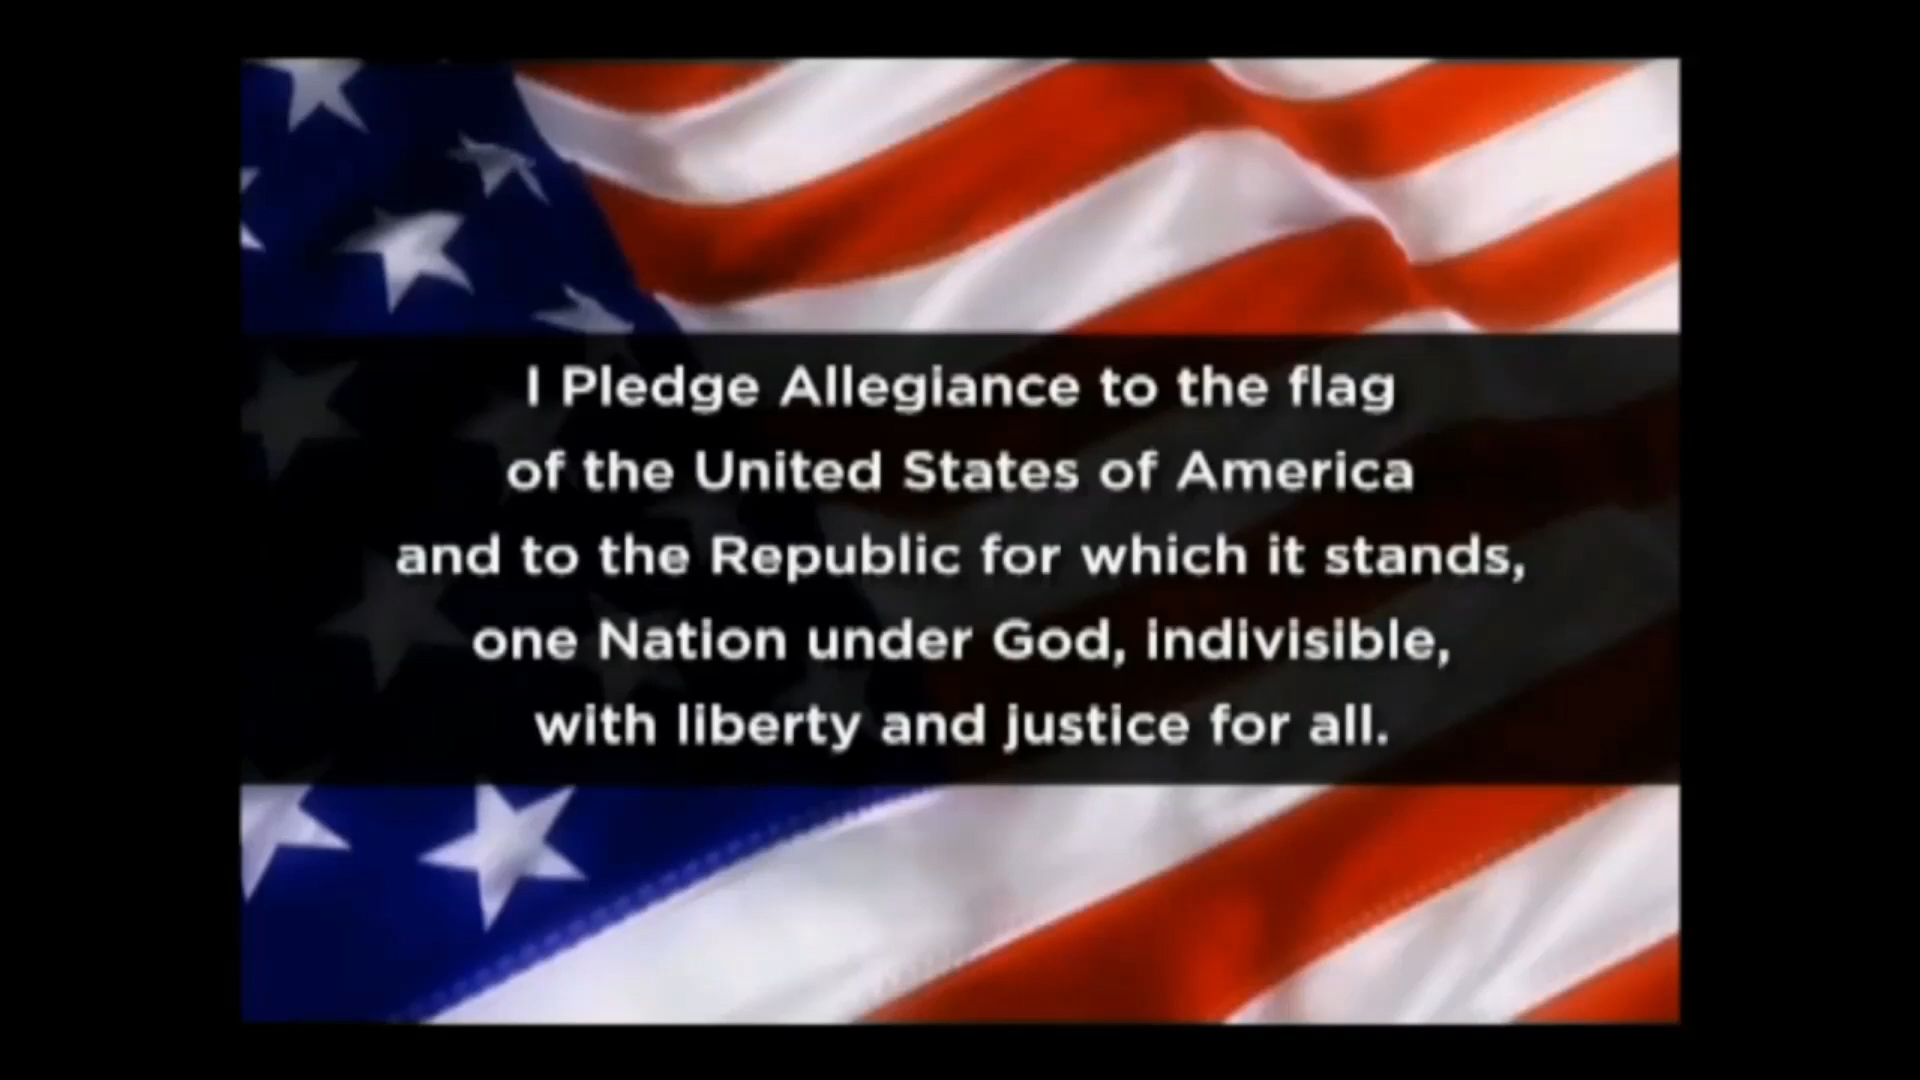 I Pledge Allegiance to the flag
of the United States of America
and to the Republic for which it stands,
one Nation under God, indivisible,
with liberty and justice for all.